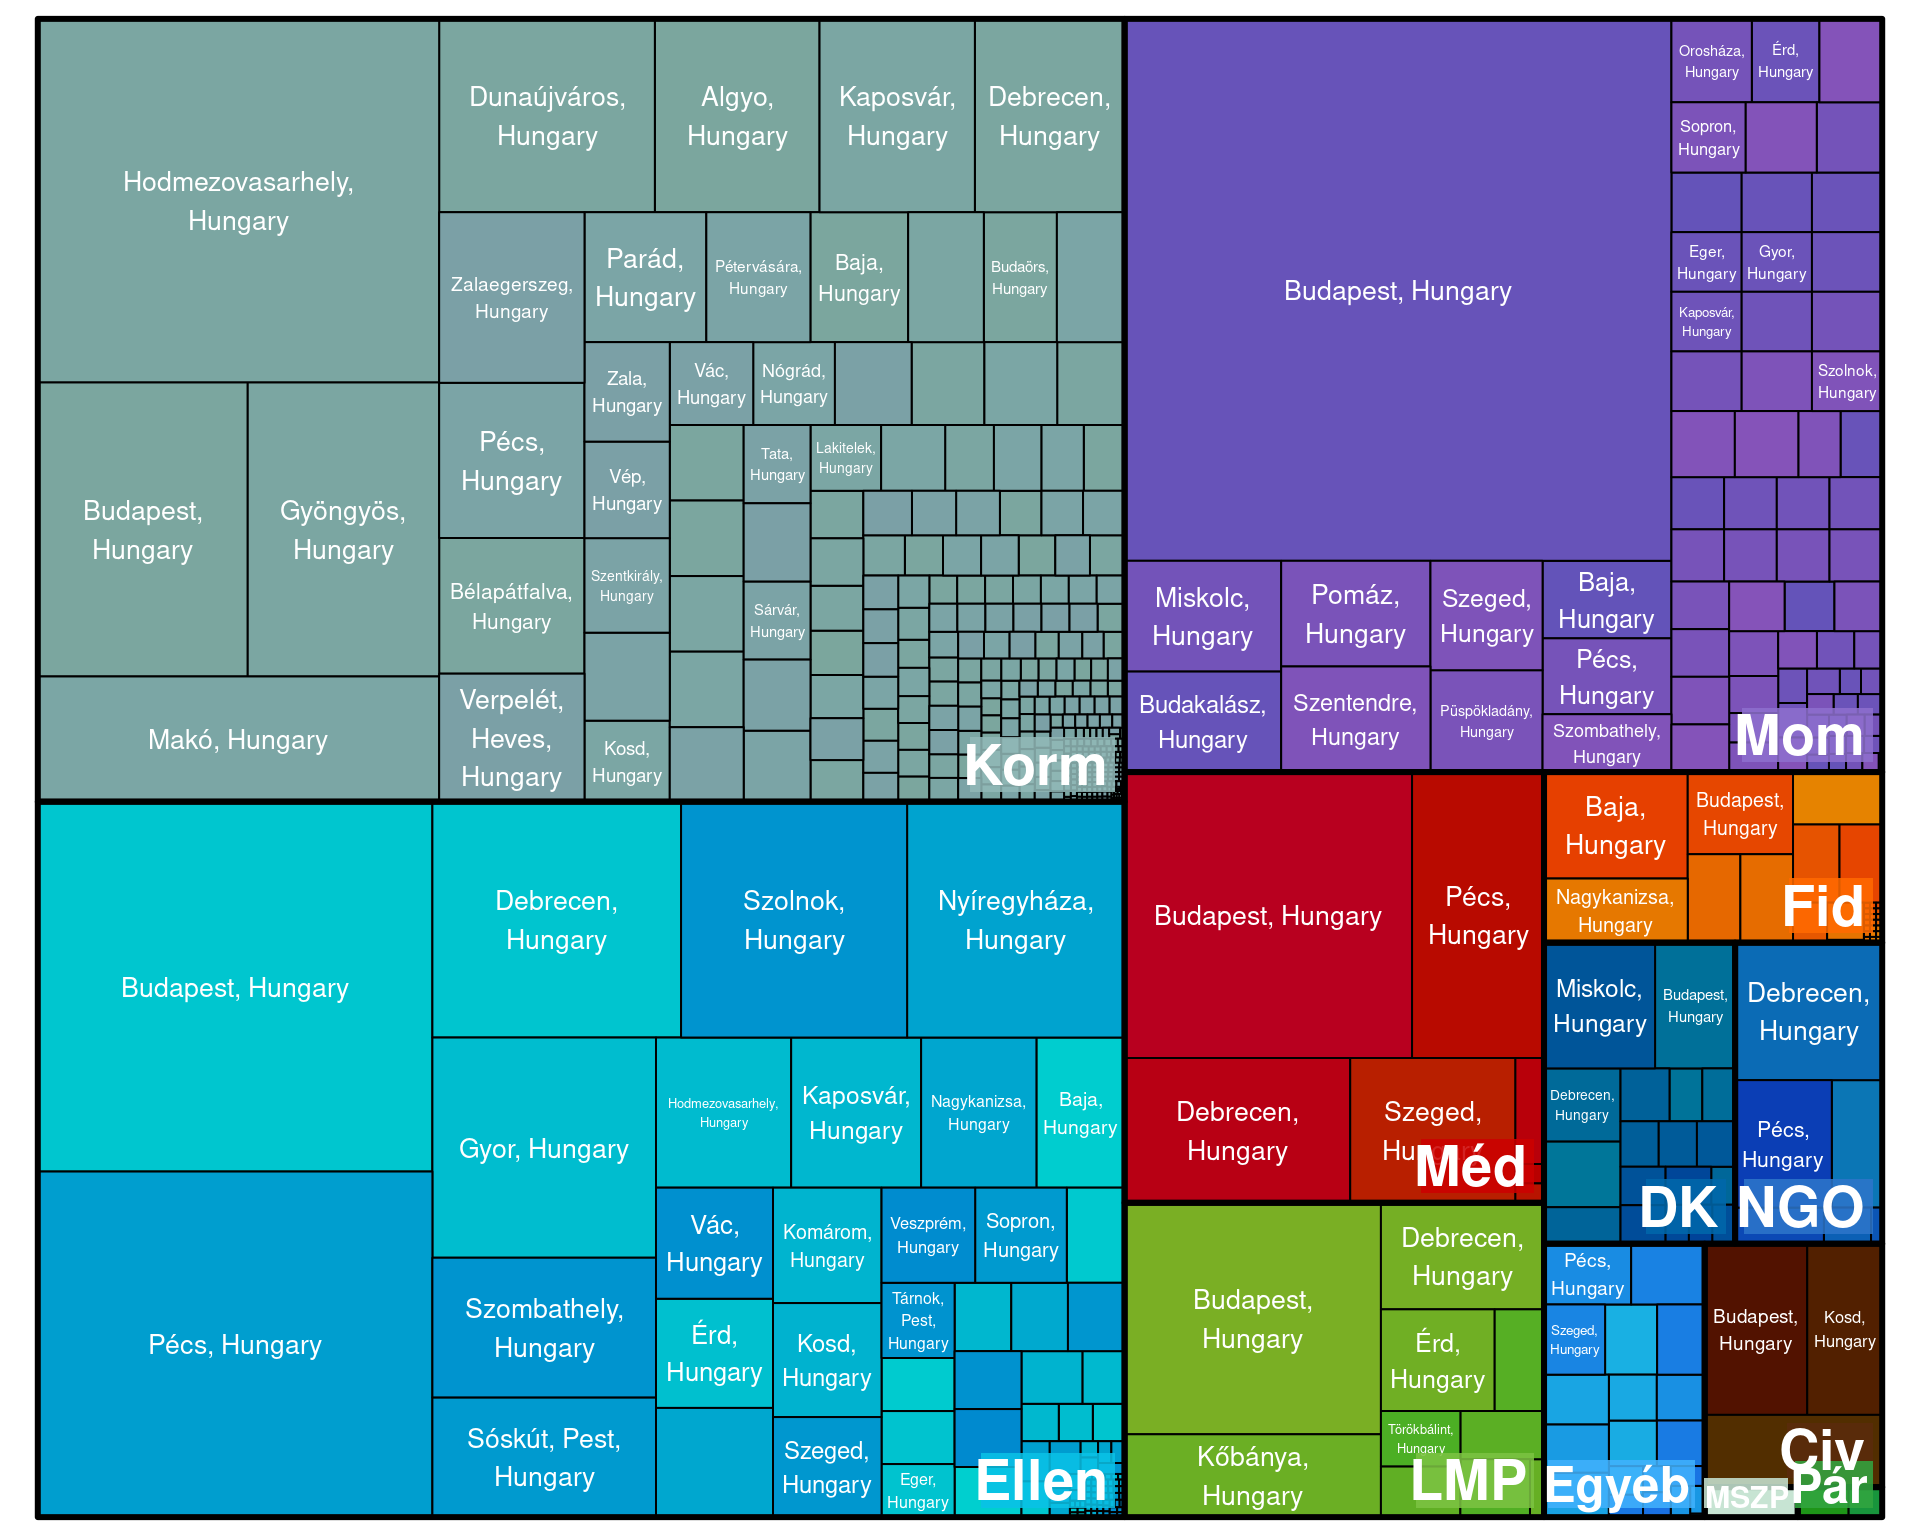 Hodmezovasarhely,
Hungary
Dunaújváros,
Hungary
Algyo,
Hungary
Kaposvár,
Hungary
Debrecen,
Hungary
Zalaegerszeg,
Hungary
Parád,
Hungary
Pétervására,
Hungary
Baja,
Hungary
Budaörs,
Hungary
Zala,
Hungary
Vác,
Hungary
Nógrád,
Hungary
Budapest,
Hungary
Gyöngyös,
Hungary
Pécs,
Hungary
Vép,
Hungary
Tata,
Hungary
Lakitelek,
Hungary
Bélapátfalva,
Hungary
Szentkirály,
Hungary
Sárvár,
Hungary
Makó, Hungary
Verpelét,
Heves,
Hungary
Kosd,
Hungary
Korm
Budapest, Hungary
Orosháza,
Hungary
Érd,
Hungary
Sopron,
Hungary
Eger,
Hungary
Gyor,
Hungary
Kaposvár,
Hungary
Szolnok,
Hungary
Miskolc,
Hungary
Pomáz,
Hungary
Szeged,
Hungary
Baja,
Hungary
Pécs,
Hungary
Budakalász,
Hungary
Szentendre,
Hungary
Püspökladány,
Hungary
Szombathely,
Hungary
Mom
Budapest, Hungary
Debrecen,
Hungary
Szolnok,
Hungary
Nyíregyháza,
Hungary
Pécs, Hungary
Gyor, Hungary
Hodmezovasarhely,
Hungary
Kaposvár,
Hungary
Nagykanizsa,
Hungary
Baja,
Hungary
Vác,
Hungary
Komárom,
Hungary
Veszprém,
Hungary
Sopron,
Hungary
Szombathely,
Hungary
Érd,
Hungary
Kosd,
Hungary
Tárnok,
Pest,
Hungary
Sóskút, Pest,
Hungary
Szeged,
Hungary
Eger,
Hungary
Ellen
Budapest, Hungary
Pécs,
Hungary
Debrecen,
Hungary
Szeged,
Méd
Baja,
Hungary
Budapest,
Hungary
Nagykanizsa,
Hungary
Fid
Miskolc,
Hungary
Budapest,
Hungary
Debrecen,
Hungary
DK
Debrecen,
Hungary
Pécs,
Hungary
NGO
Budapest,
Hungary
Debrecen,
Hungary
Érd,
Hungary
Törökbálint,
Hungary
Kőbánya,
Hungary
LMP
Pécs,
Hungary
Szeged,
Hungary
Egyéb
Budapest,
Hungary
Kosd,
Hungary
Civ
MSZP
Pár